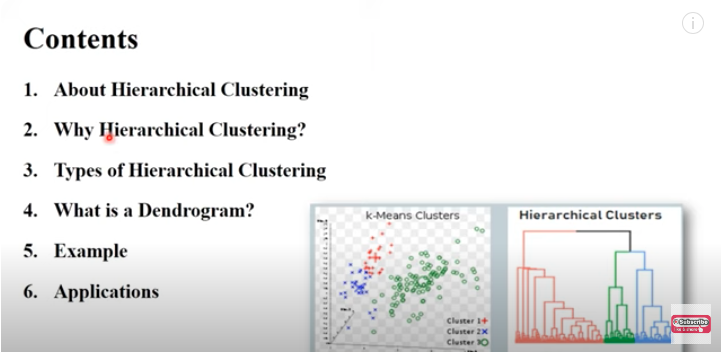 Contents
1. About Hierarchical Clustering
2. Why Hierarchical Clustering?
3. Types of Hierarchical Clustering
4. What is a Dendrogram?
5. Example
6. Applications
k-Means Clusters
Cluster 1
Cluster 2
Cluster 3
Hierarchical Clusters
Subscribe